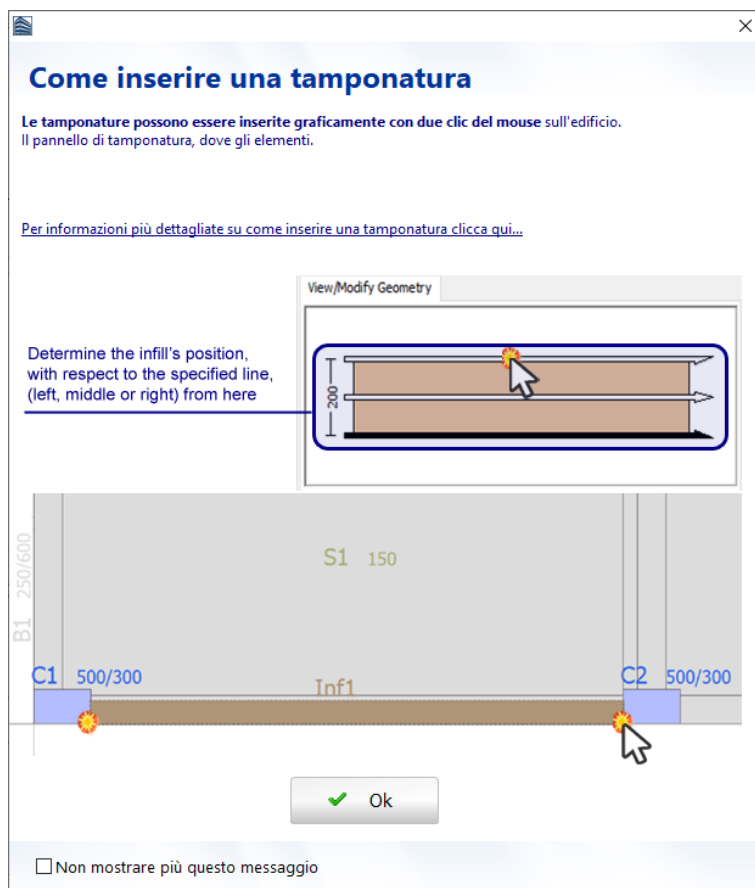 Come inserire una tamponatura
Le tamponature possono essere inserite graficamente con due clic del mouse sull'edificio.
Il pannello di tamponatura, dove gli elementi.
Per informazioni più dettagliate su come inserire una tamponatura clicca qui...
View/Modify Geometry
Determine the infill's position,
with respect to the specified line,
(left, middle or right) from here
200
S1 150
B1 250/600
C1 500/300
Inf1
C2 500/300
Ok
Non mostrare più questo messaggio